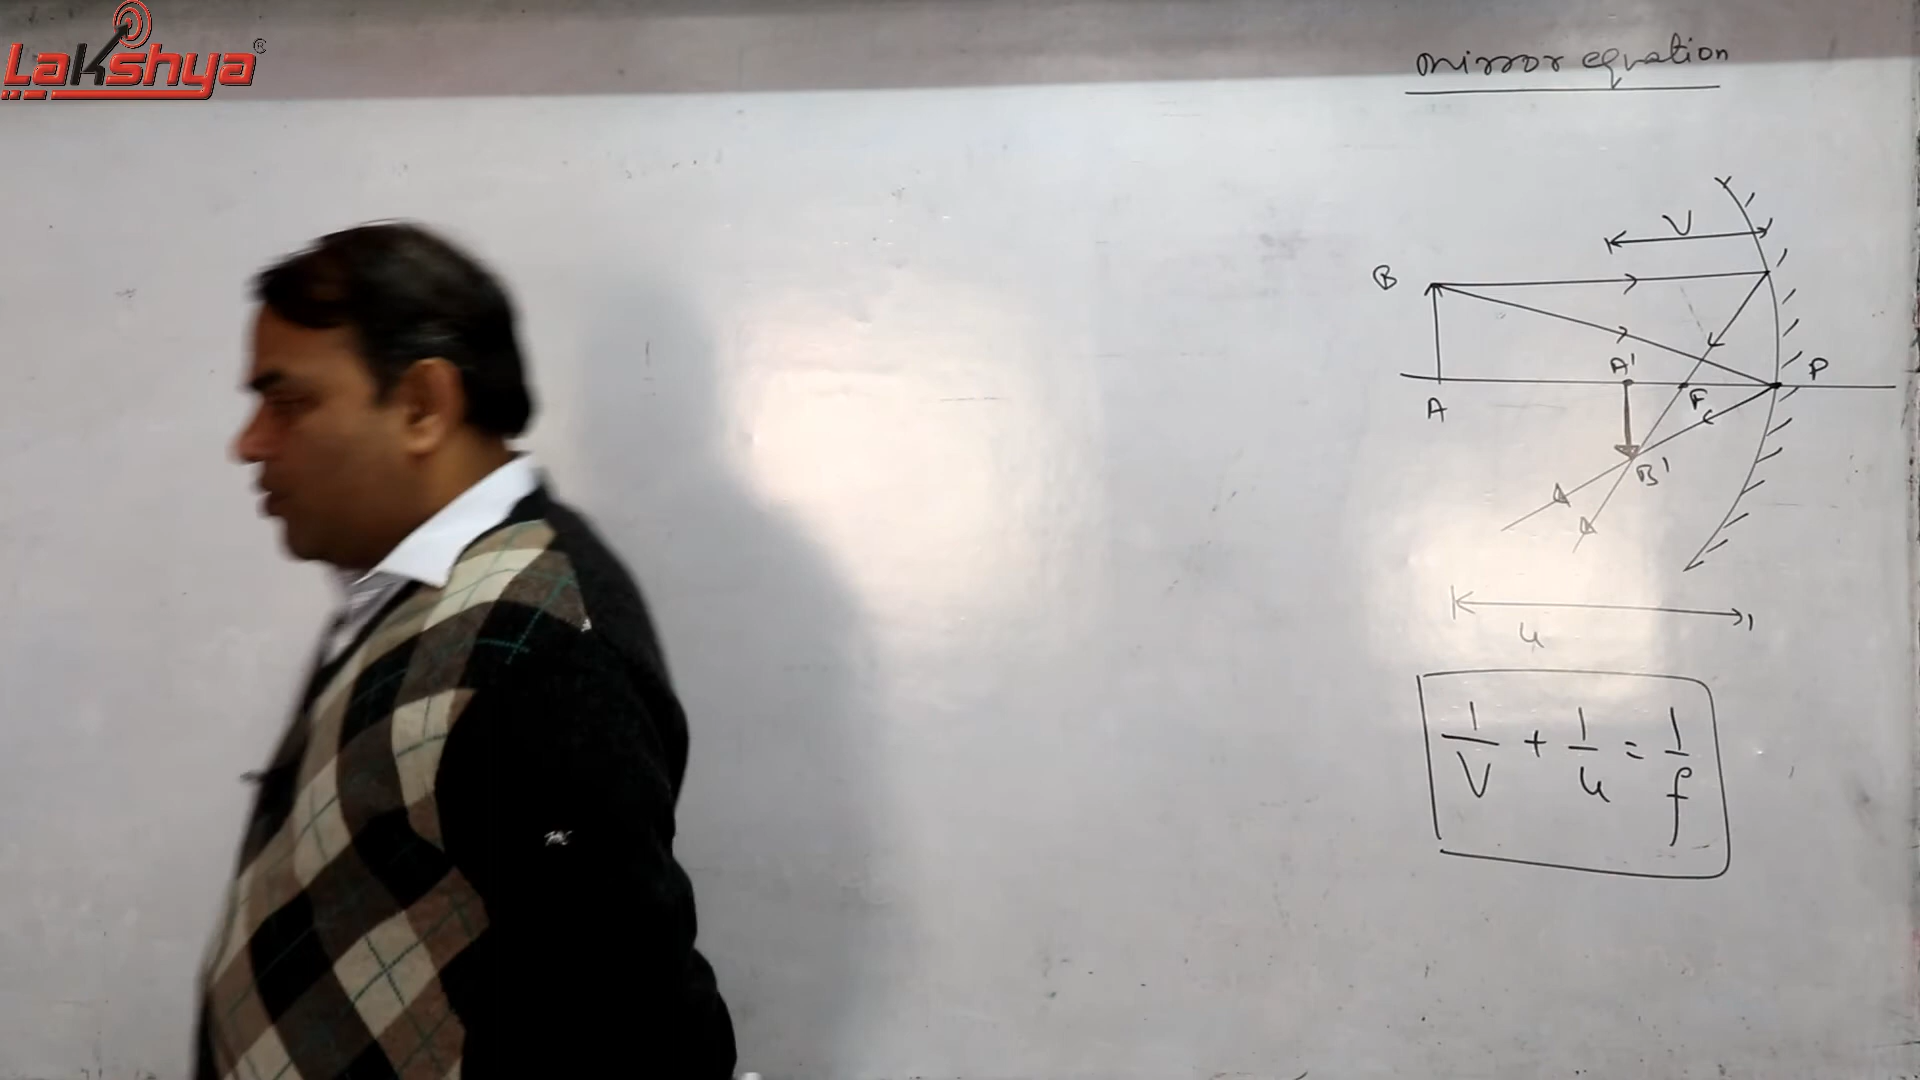 Lakshya®
mirror equation
V
B
A'
P
A
F
B'
u
1/V + 1/u = 1/f